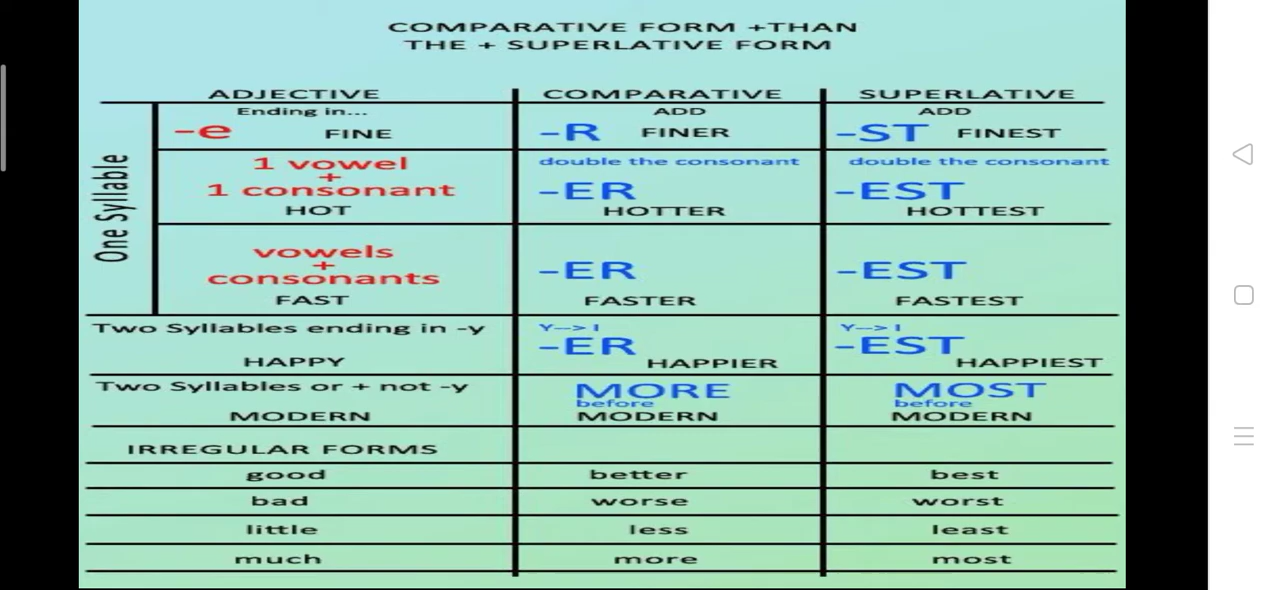 COMPARATIVE FORM +THAN
THE + SUPERLATIVE FORM
ADJECTIVE COMPARATIVE SUPERLATIVE
One Syllable
Ending in... ADD ADD
-e FINE -R FINER -ST FINEST
1 vowel double the consonant double the consonant
+
1 consonant -ER -EST
HOT HOTTER HOTTEST
vowels
+
consonants -ER -EST
FAST FASTER FASTEST
Two Syllables ending in -y Y--> I Y--> I
-ER -EST
HAPPY HAPPIER HAPPIEST
Two Syllables or + not -y MORE MOST
before before
MODERN MODERN MODERN
IRREGULAR FORMS
good better best
bad worse worst
little less least
much more most